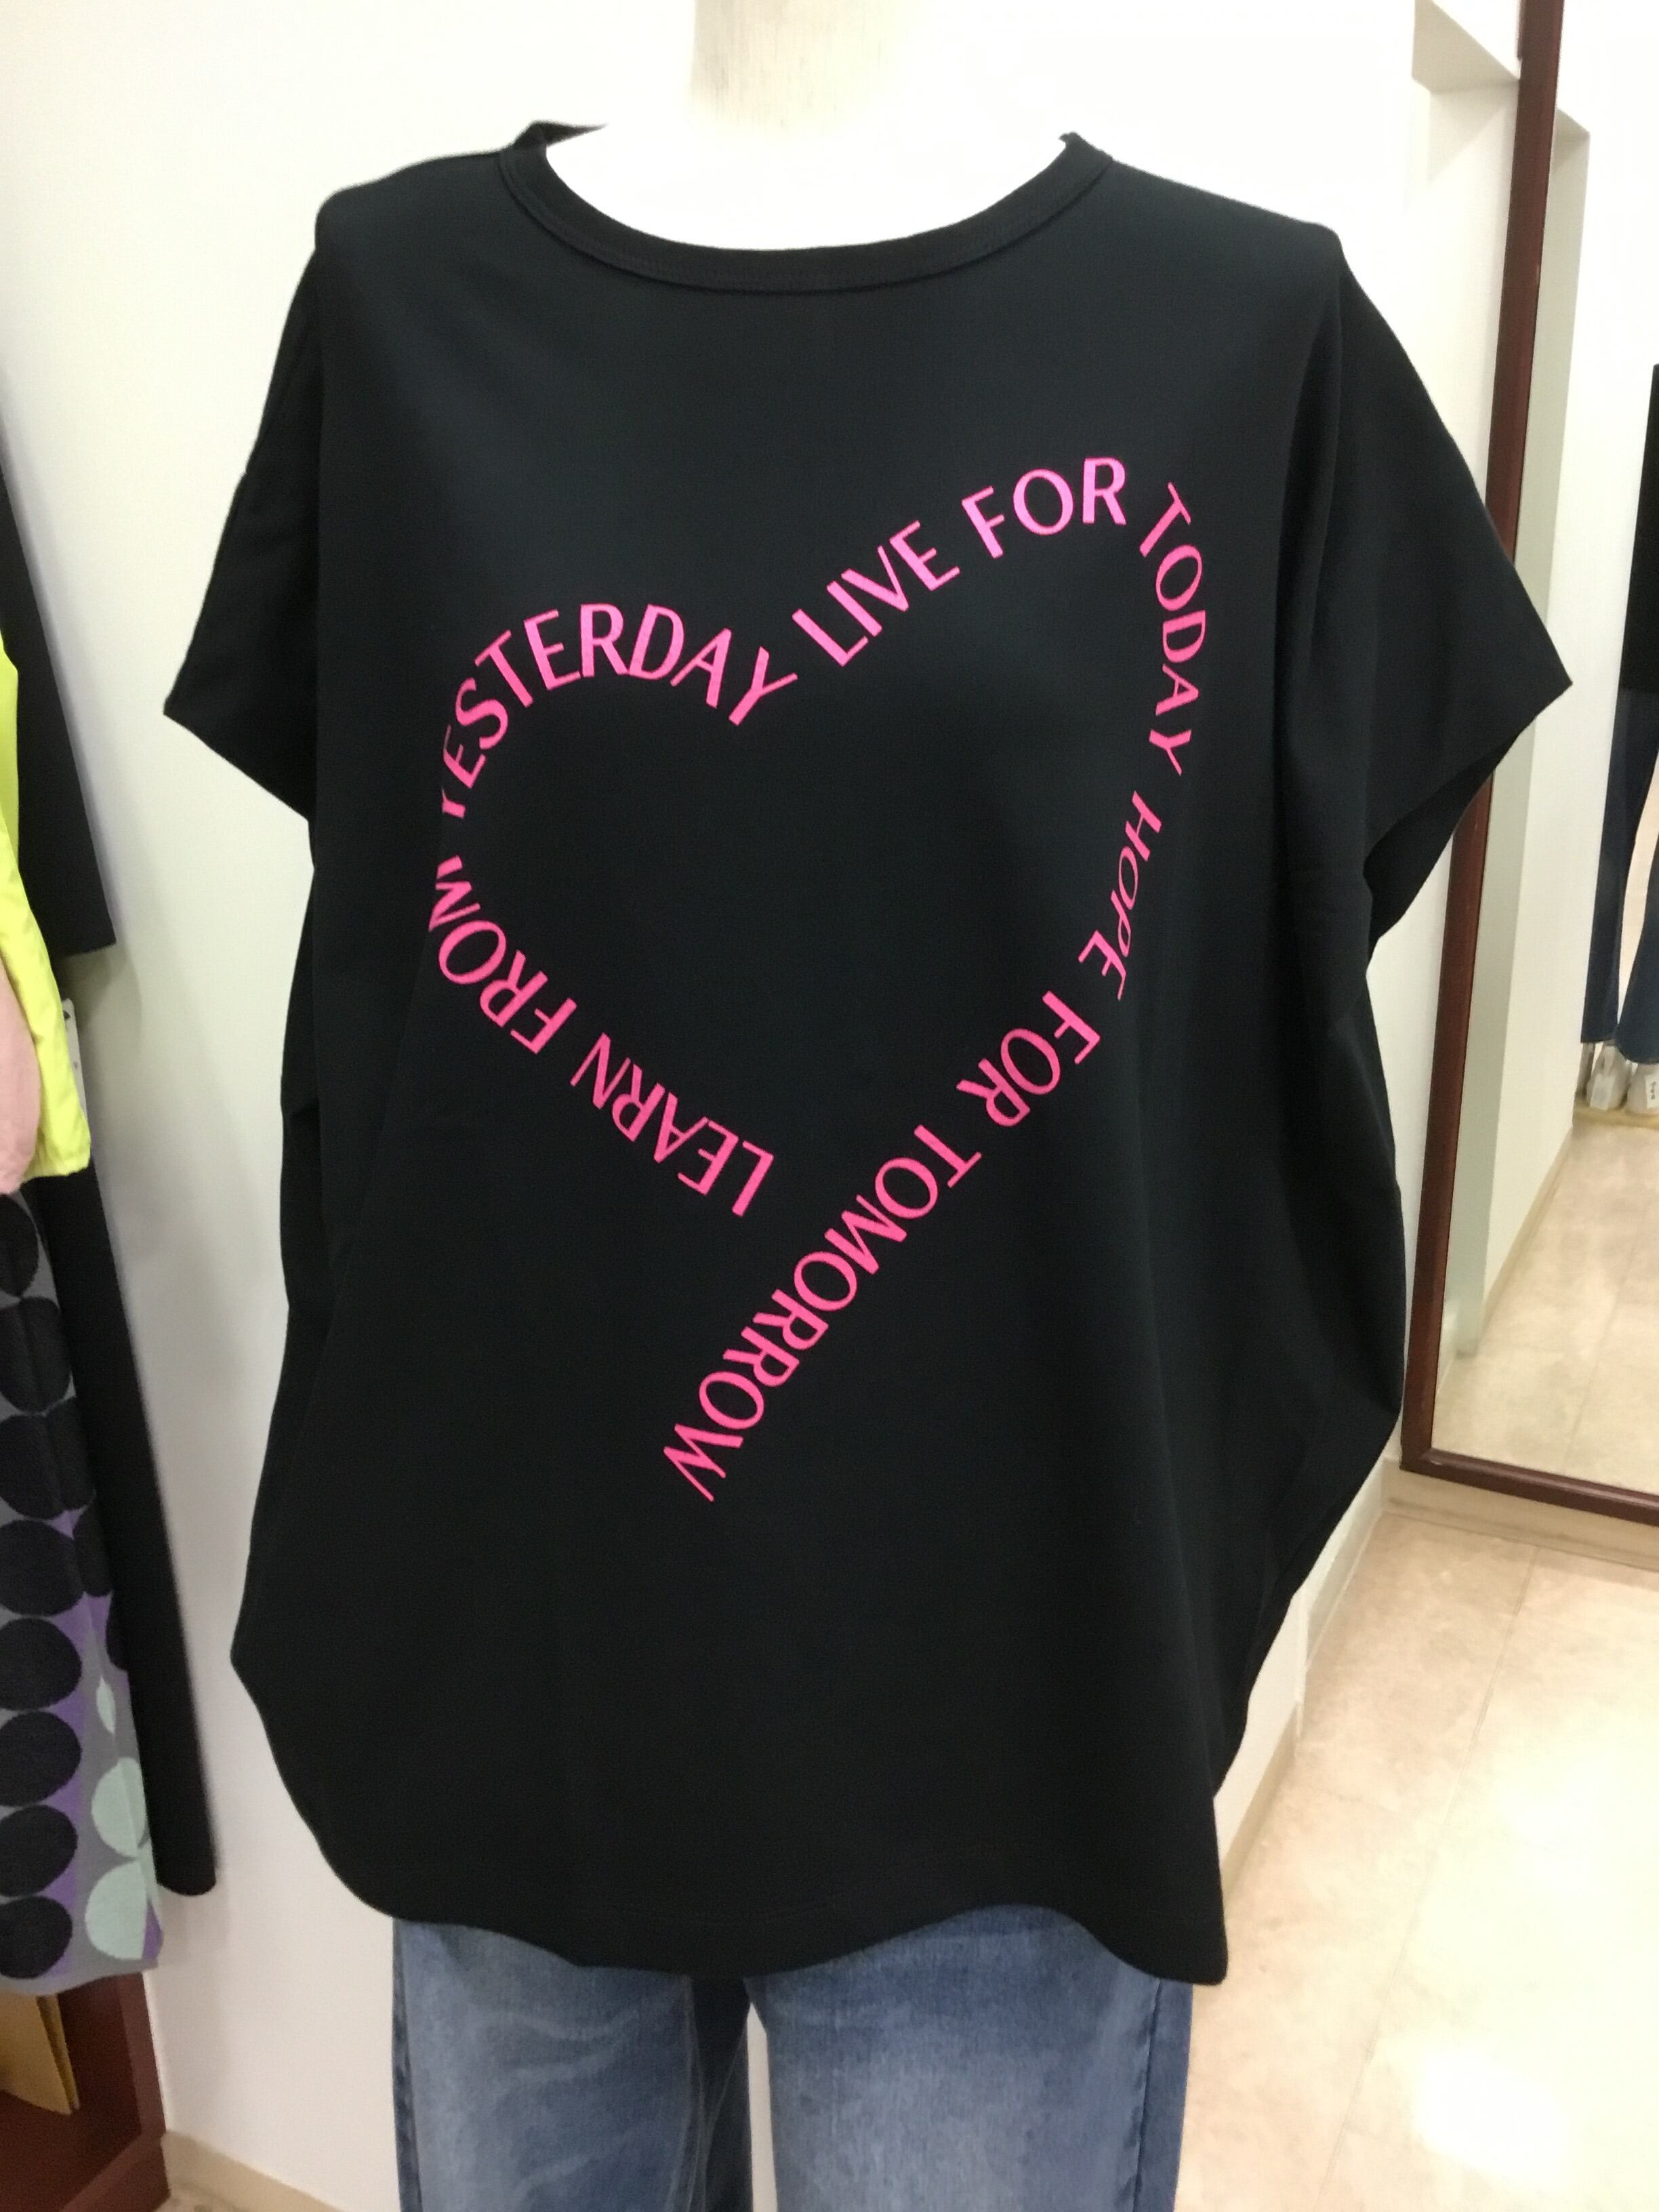 LEARN FROM YESTERDAY LIVE FOR TODAY HOPE FOR TOMORROW